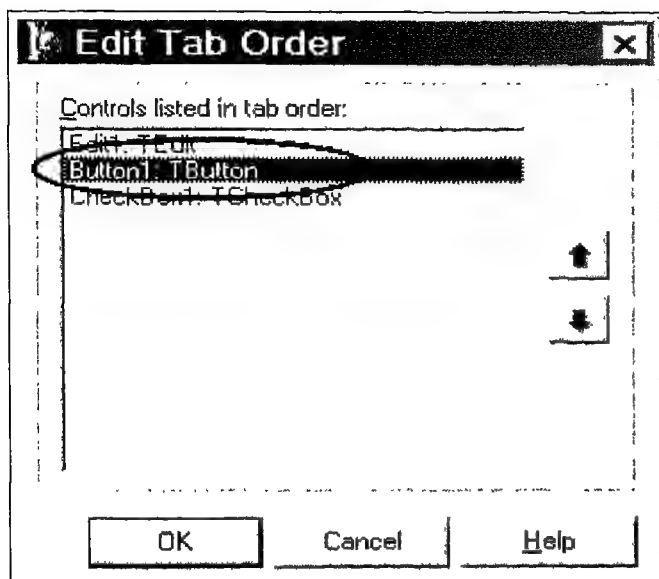 Edit Tab Order
Controls listed in tab order:
Edit1: TEdit
Button1: TButton
CheckBox1: TCheckBox
OK
Cancel
Help